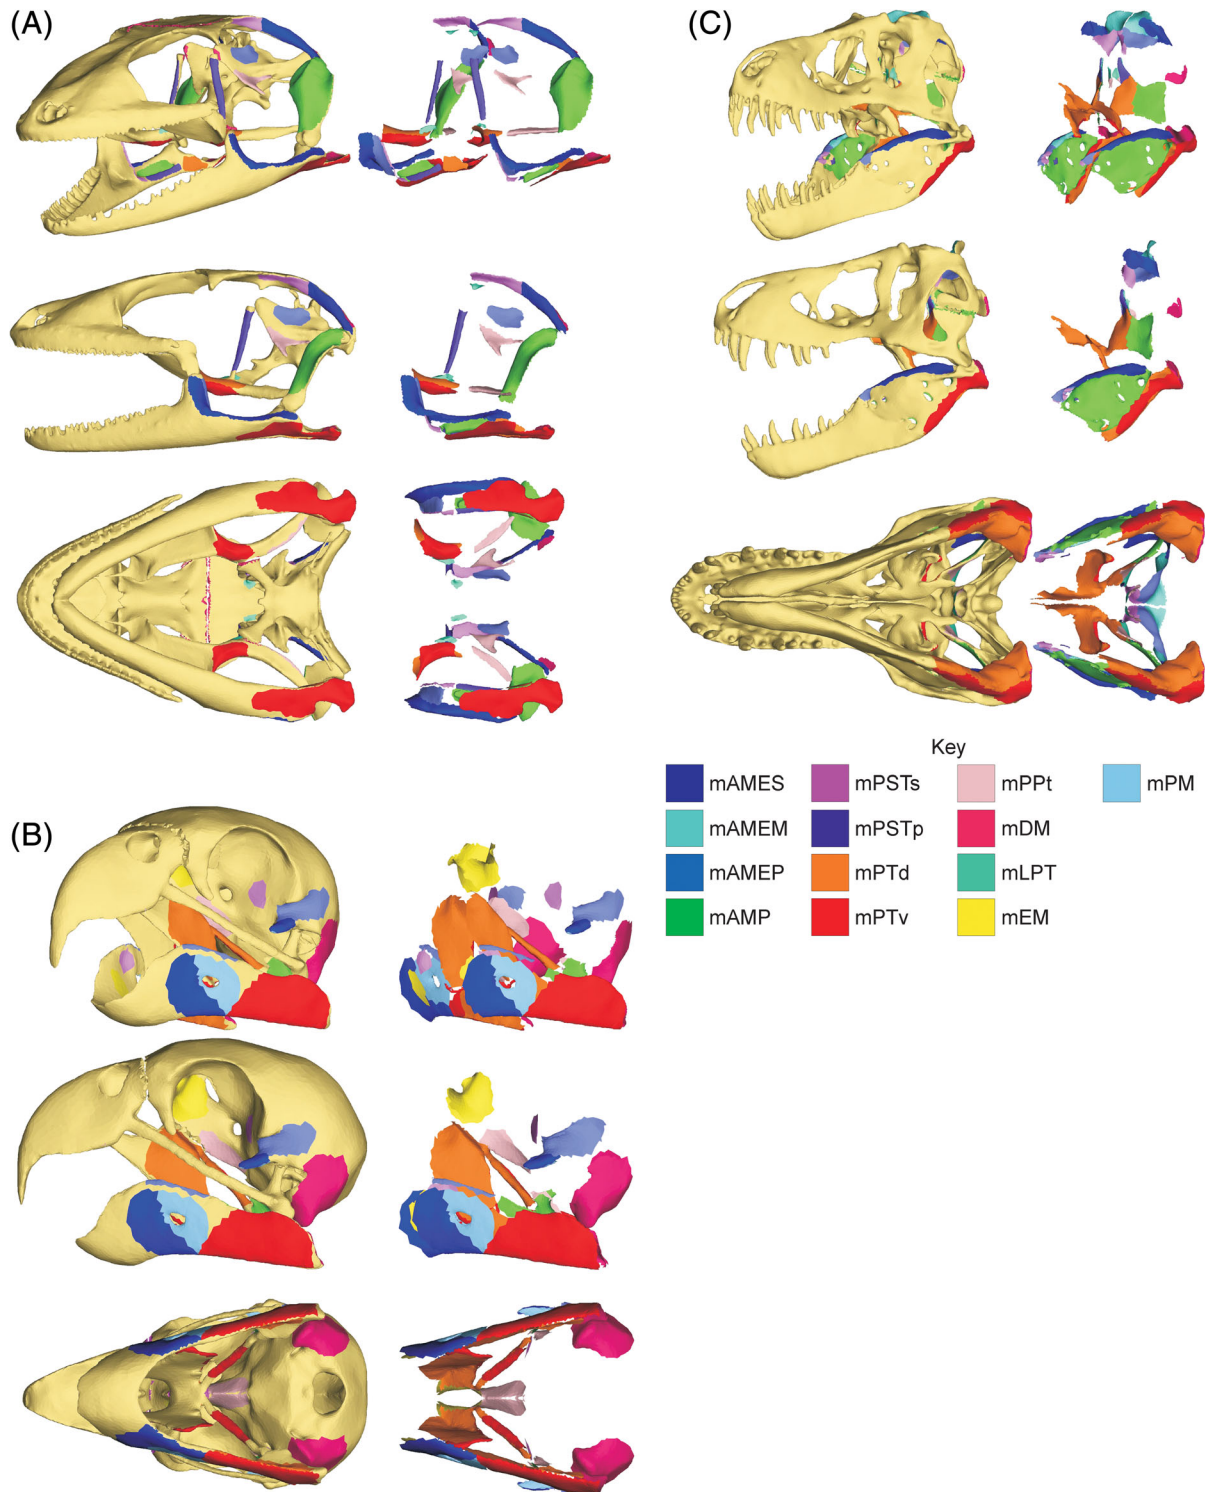 (A)
(C)
Key
mAMES mPSTs mPPt mPM
mAMEM mPSTp mDM
mAMEP mPTd mLPT
mAMP mPTv mEM
(B)